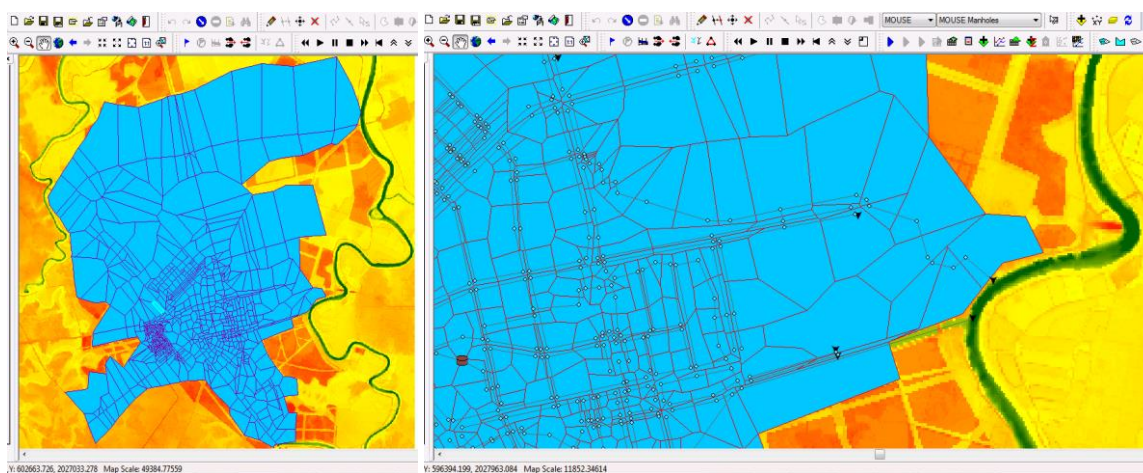 MOUSE MOUSE Manholes
,Y: 602663.726, 2027033.278 Map Scale: 49384.77559
Y: 596394.199, 2027963.084 Map Scale: 11852.34614